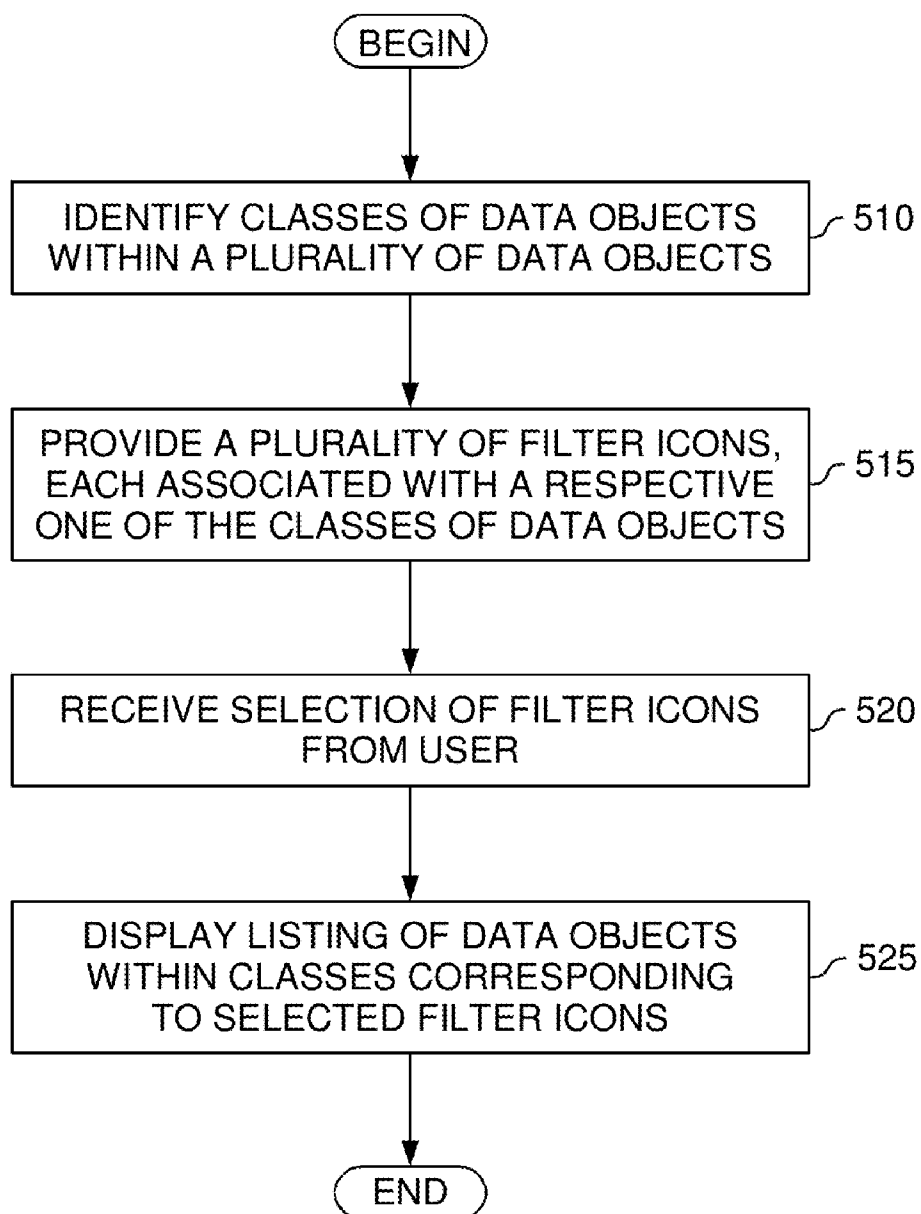 BEGIN
IDENTIFY CLASSES OF DATA OBJECTS
WITHIN A PLURALITY OF DATA OBJECTS
510
PROVIDE A PLURALITY OF FILTER ICONS,
EACH ASSOCIATED WITH A RESPECTIVE
ONE OF THE CLASSES OF DATA OBJECTS
515
RECEIVE SELECTION OF FILTER ICONS
FROM USER
520
DISPLAY LISTING OF DATA OBJECTS
WITHIN CLASSES CORRESPONDING
TO SELECTED FILTER ICONS
525
END